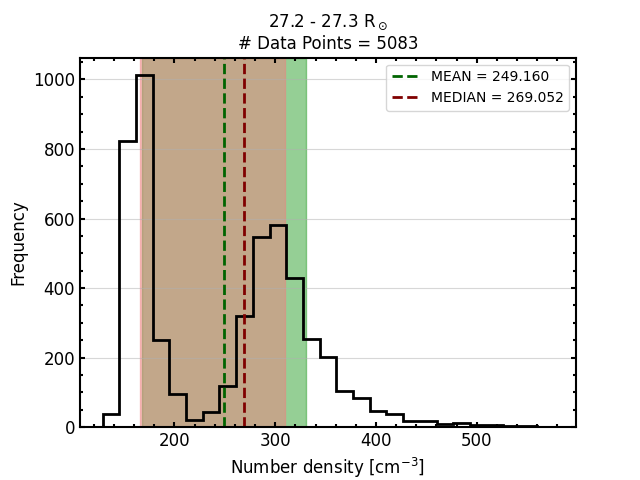 27.2 - 27.3 R⊙
# Data Points = 5083
MEAN = 249.160
MEDIAN = 269.052
Frequency
1000
800
600
400
200
0
200 300 400 500
Number density [cm⁻³]